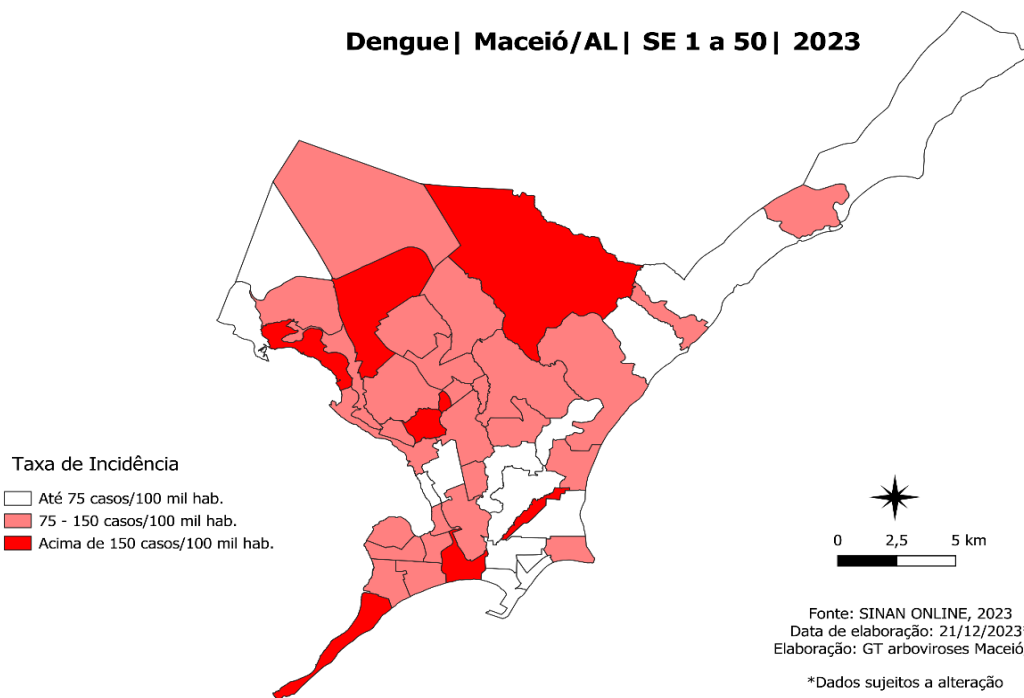 Dengue| Maceió/AL| SE 1 a 50| 2023
Taxa de Incidência
Até 75 casos/100 mil hab.
75 - 150 casos/100 mil hab.
Acima de 150 casos/100 mil hab.
0 2,5 5 km
Fonte: SINAN ONLINE, 2023
Data de elaboração: 21/12/2023*
Elaboração: GT arboviroses Maceió
*Dados sujeitos a alteração